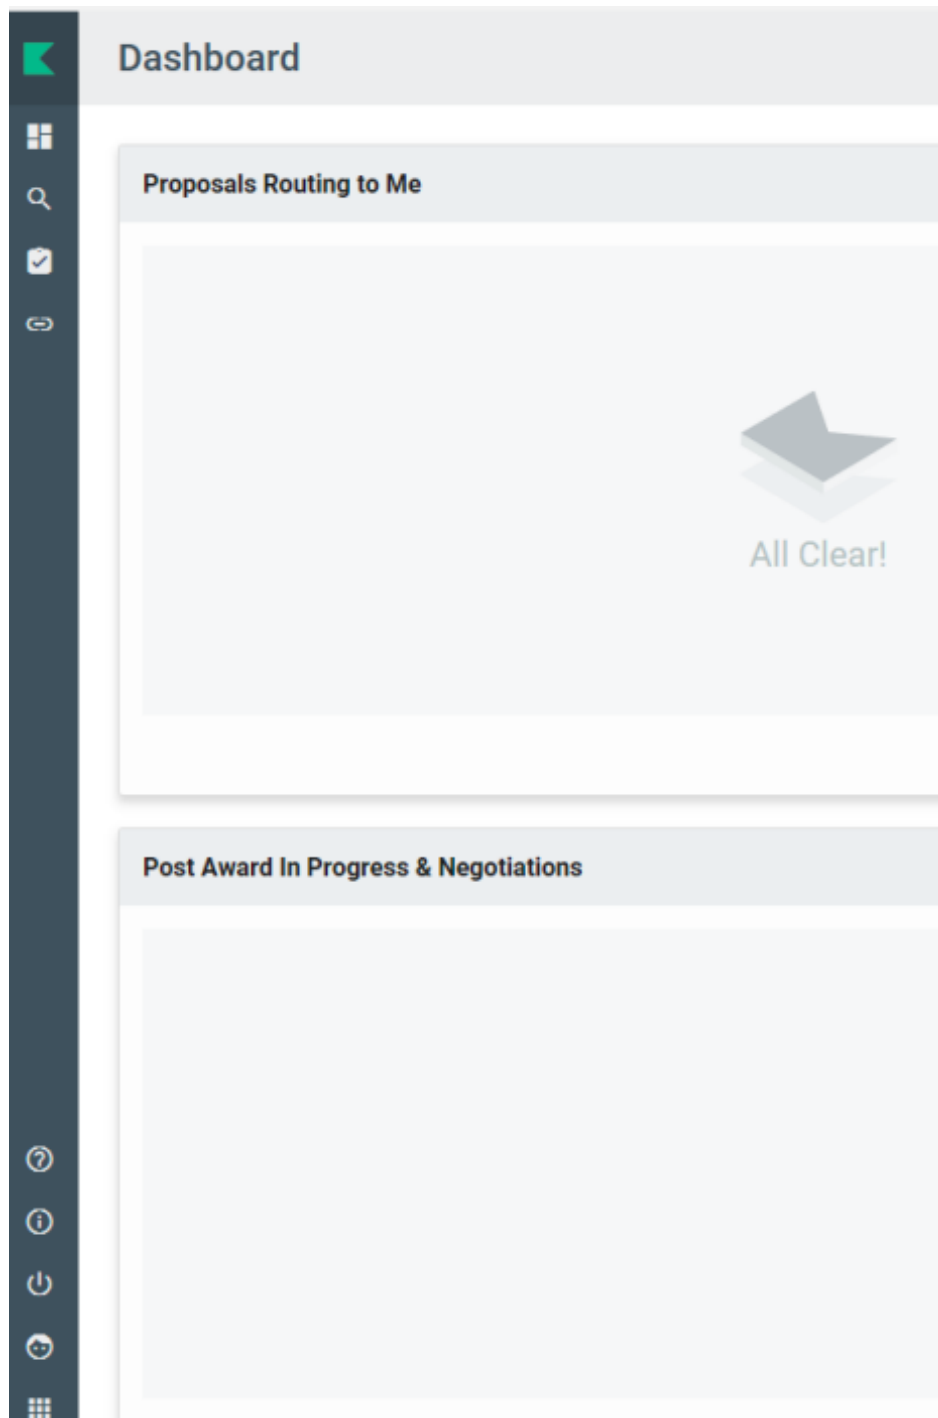 Dashboard
Proposals Routing to Me
All Clear!
Post Award In Progress & Negotiations